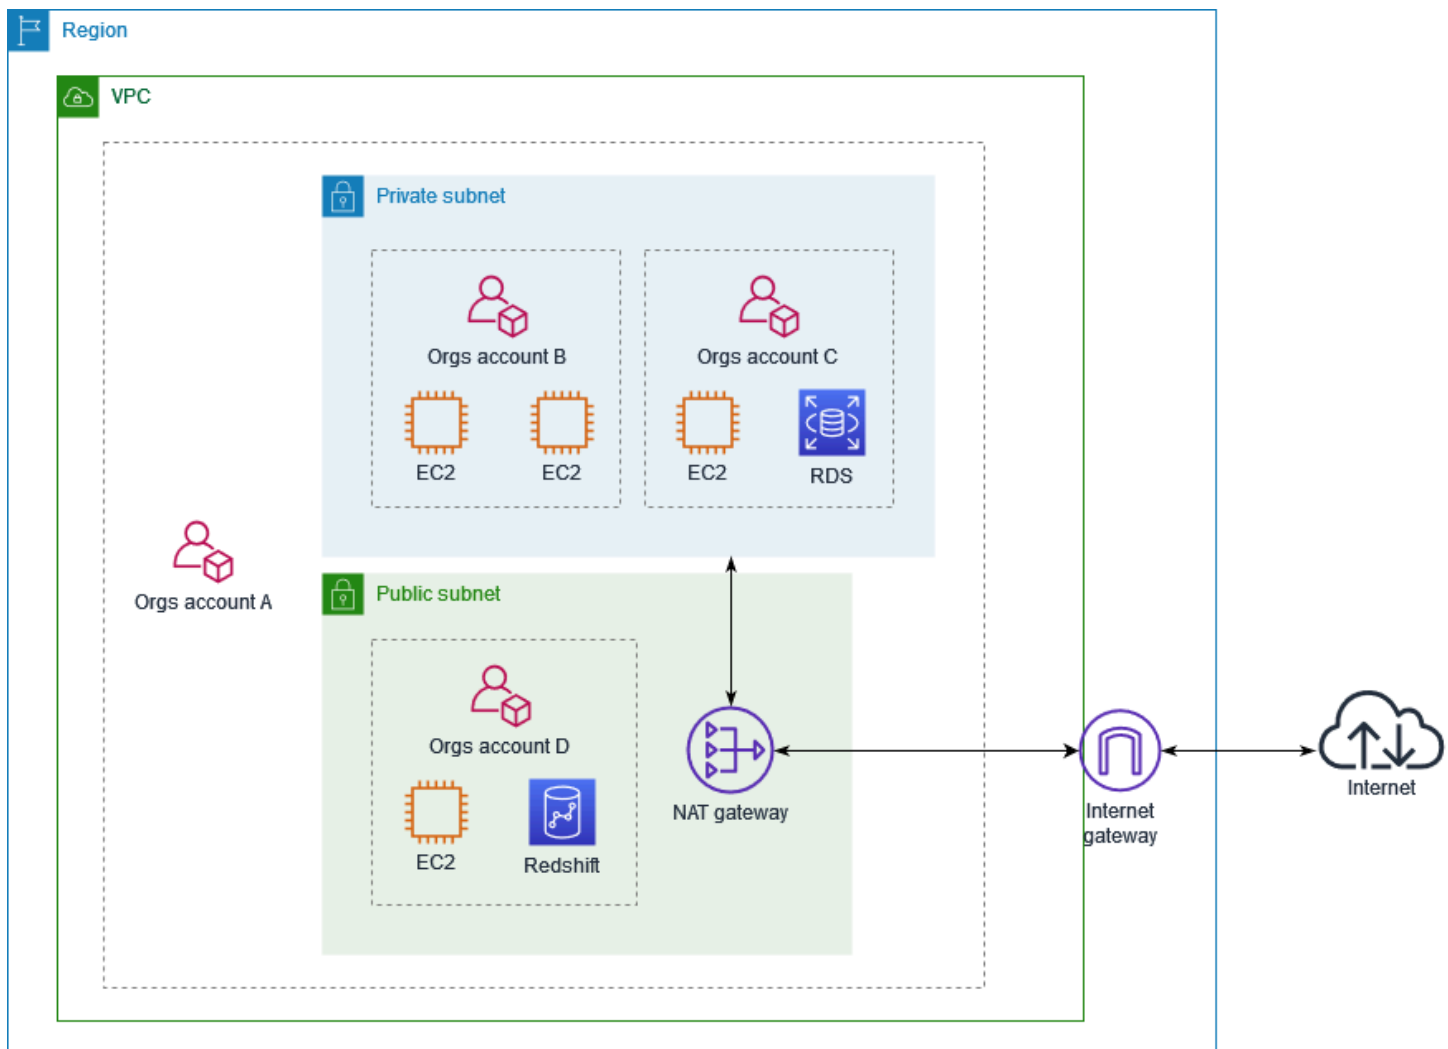 Region
VPC
Private subnet
Orgs account B
Orgs account C
EC2
EC2
EC2
RDS
Orgs account A
Public subnet
Orgs account D
EC2
Redshift
NAT gateway
Internet
gateway
Internet